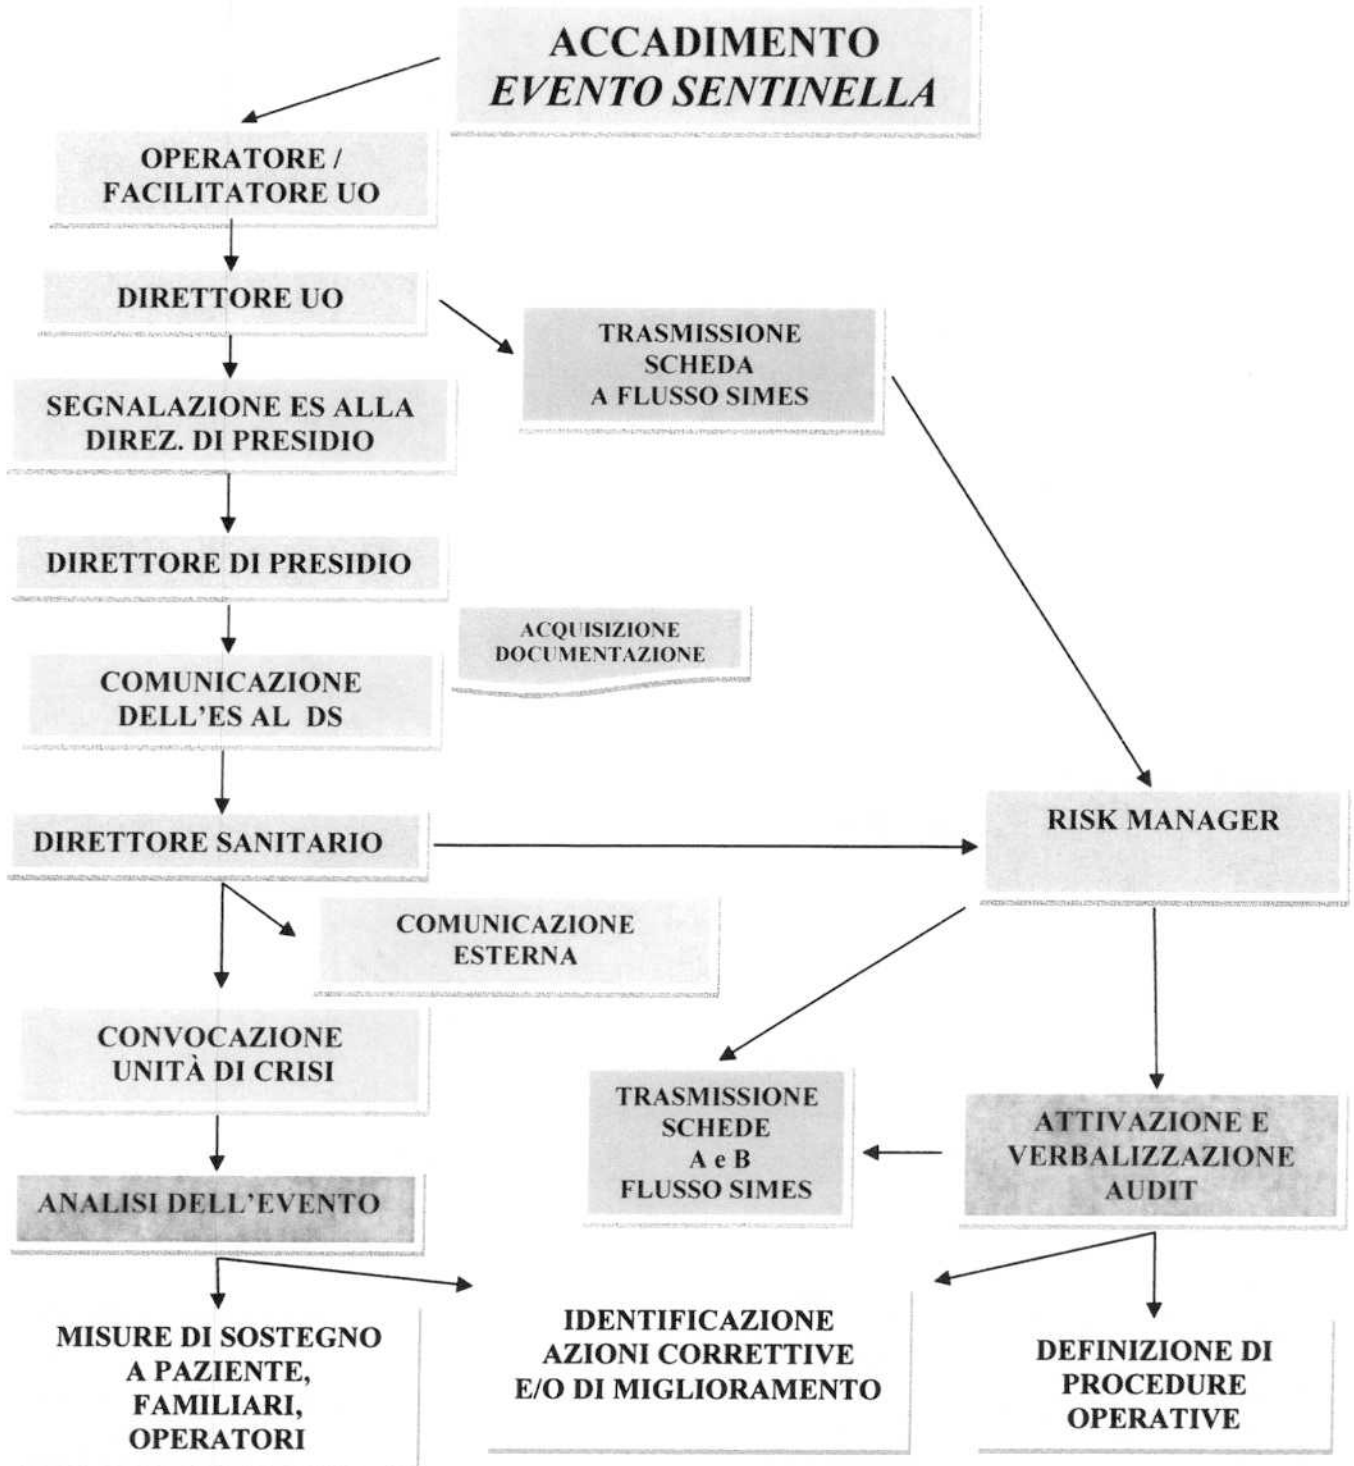 ACCADIMENTO
EVENTO SENTINELLA
OPERATORE /
FACILITATORE UO
DIRETTORE UO
TRASMISSIONE
SCHEDA
A FLUSSO SIMES
SEGNALAZIONE ES ALLA
DIREZ. DI PRESIDIO
DIRETTORE DI PRESIDIO
ACQUISIZIONE
DOCUMENTAZIONE
COMUNICAZIONE
DELL'ES AL DS
DIRETTORE SANITARIO
RISK MANAGER
COMUNICAZIONE
ESTERNA
CONVOCAZIONE
UNITÀ DI CRISI
TRASMISSIONE
SCHEDE
A e B
FLUSSO SIMES
ATTIVAZIONE E
VERBALIZZAZIONE
AUDIT
ANALISI DELL'EVENTO
MISURE DI SOSTEGNO
A PAZIENTE,
FAMILIARI,
OPERATORI
IDENTIFICAZIONE
AZIONI CORRETTIVE
E/O DI MIGLIORAMENTO
DEFINIZIONE DI
PROCEDURE
OPERATIVE